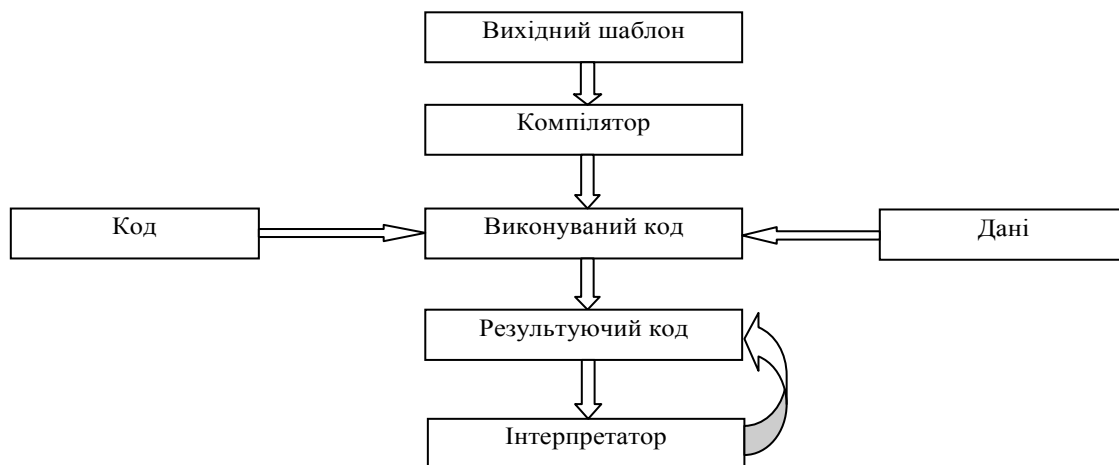 Вихідний шаблон
Компілятор
Код
Виконуваний код
Дані
Результуючий код
Інтерпретатор